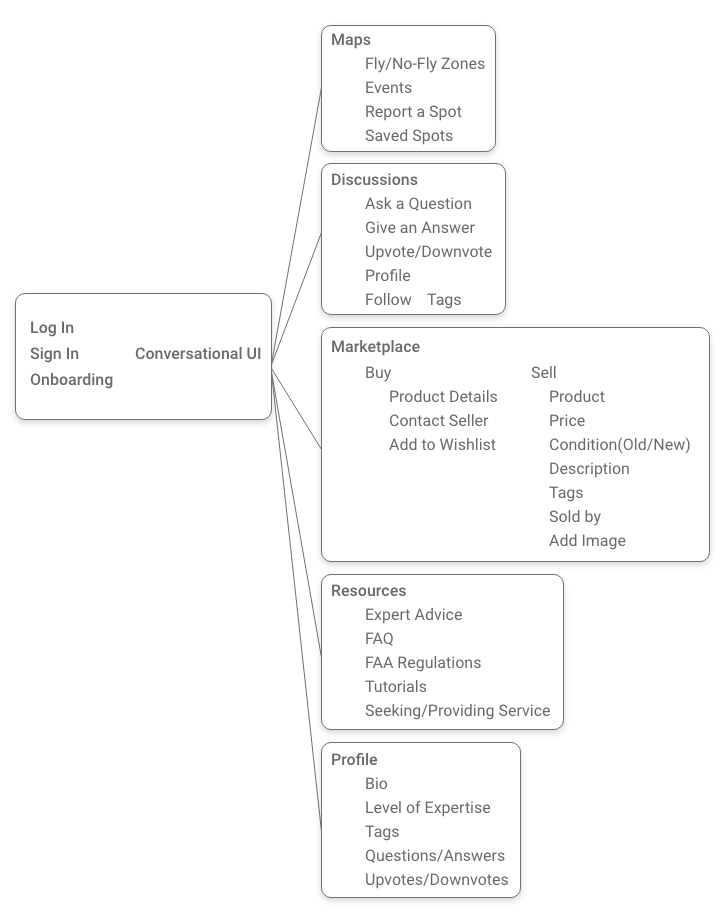 Log In
Sign In Conversational UI
Onboarding
Maps
Fly/No-Fly Zones
Events
Report a Spot
Saved Spots
Discussions
Ask a Question
Give an Answer
Upvote/Downvote
Profile
Follow Tags
Marketplace
Buy
Product Details
Contact Seller
Add to Wishlist
Sell
Product
Price
Condition(Old/New)
Description
Tags
Sold by
Add Image
Resources
Expert Advice
FAQ
FAA Regulations
Tutorials
Seeking/Providing Service
Profile
Bio
Level of Expertise
Tags
Questions/Answers
Upvotes/Downvotes